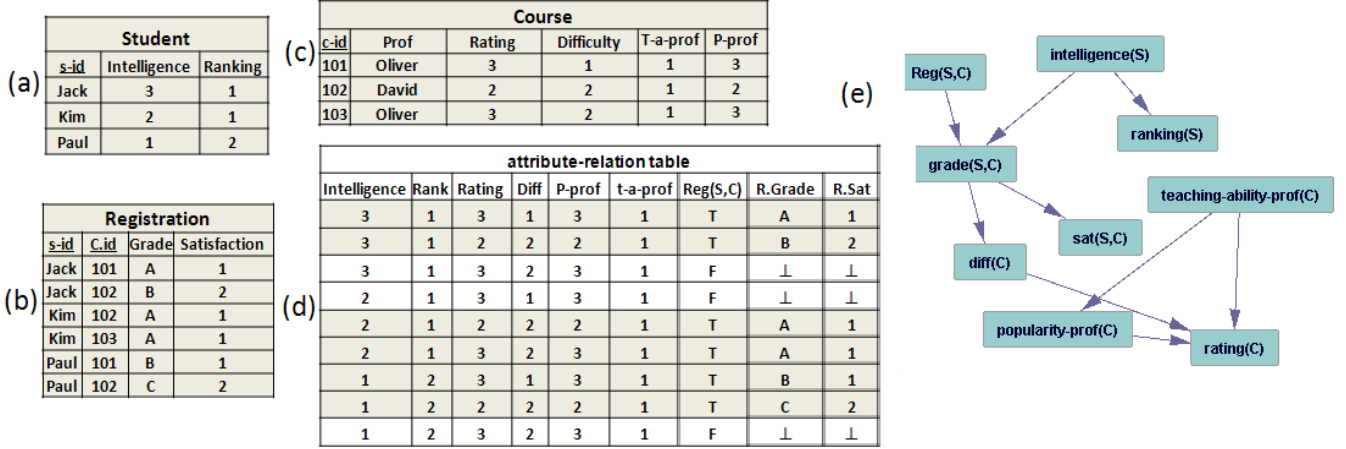 (a)
Student
s-id Intelligence Ranking
Jack 3 1
Kim 2 1
Paul 1 2
(b)
Registration
s-id C.id Grade Satisfaction
Jack 101 A 1
Jack 102 B 2
Kim 102 A 1
Kim 103 A 1
Paul 101 B 1
Paul 102 C 2
(c)
Course
c-id Prof Rating Difficulty T-a-prof P-prof
101 Oliver 3 1 1 3
102 David 2 2 1 2
103 Oliver 3 2 1 3
(d)
attribute-relation table
Intelligence Rank Rating Diff P-prof t-a-prof Reg(S,C) R.Grade R.Sat
3 1 3 1 3 1 T A 1
3 1 2 2 2 1 T B 2
3 1 3 2 3 1 F ⊥ ⊥
2 1 3 1 3 1 F ⊥ ⊥
2 1 2 2 2 1 T A 1
2 1 3 2 3 1 T A 1
1 2 3 1 3 1 T B 1
1 2 2 2 2 1 T C 2
1 2 3 2 3 1 F ⊥ ⊥
(e)
intelligence(S)
Reg(S,C)
ranking(S)
grade(S,C)
teaching-ability-prof(C)
sat(S,C)
diff(C)
popularity-prof(C)
rating(C)